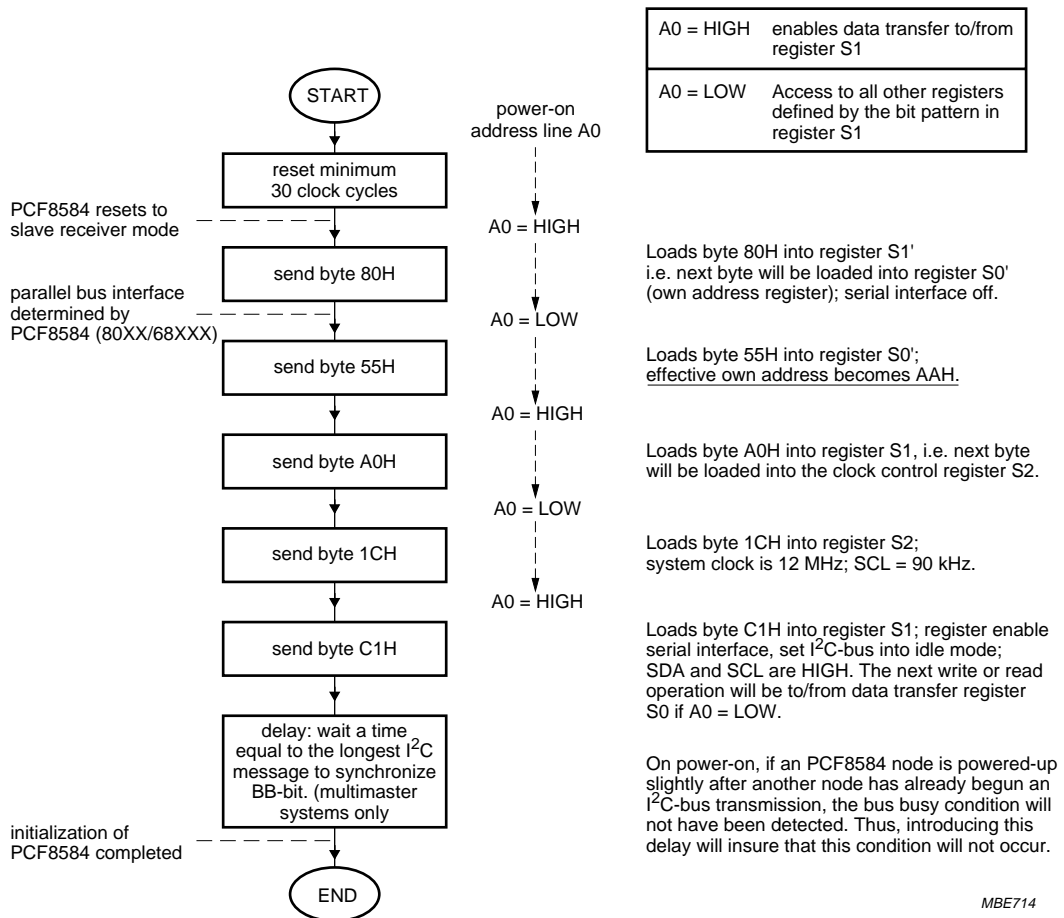 A0 = HIGH enables data transfer to/from
register S1
A0 = LOW Access to all other registers
defined by the bit pattern in
register S1
START
power-on
address line A0
reset minimum
30 clock cycles
PCF8584 resets to
slave receiver mode
A0 = HIGH
send byte 80H
Loads byte 80H into register S1'
i.e. next byte will be loaded into register S0'
(own address register); serial interface off.
parallel bus interface
determined by
PCF8584 (80XX/68XXX)
A0 = LOW
send byte 55H
Loads byte 55H into register S0';
effective own address becomes AAH.
A0 = HIGH
send byte A0H
Loads byte A0H into register S1, i.e. next byte
will be loaded into the clock control register S2.
A0 = LOW
send byte 1CH
Loads byte 1CH into register S2;
system clock is 12 MHz; SCL = 90 kHz.
A0 = HIGH
send byte C1H
Loads byte C1H into register S1; register enable
serial interface, set I²C-bus into idle mode;
SDA and SCL are HIGH. The next write or read
operation will be to/from data transfer register
S0 if A0 = LOW.
delay: wait a time
equal to the longest I²C
message to synchronize
BB-bit. (multimaster
systems only
On power-on, if an PCF8584 node is powered-up
slightly after another node has already begun an
I²C-bus transmission, the bus busy condition will
not have been detected. Thus, introducing this
delay will insure that this condition will not occur.
initialization of
PCF8584 completed
END
MBE714